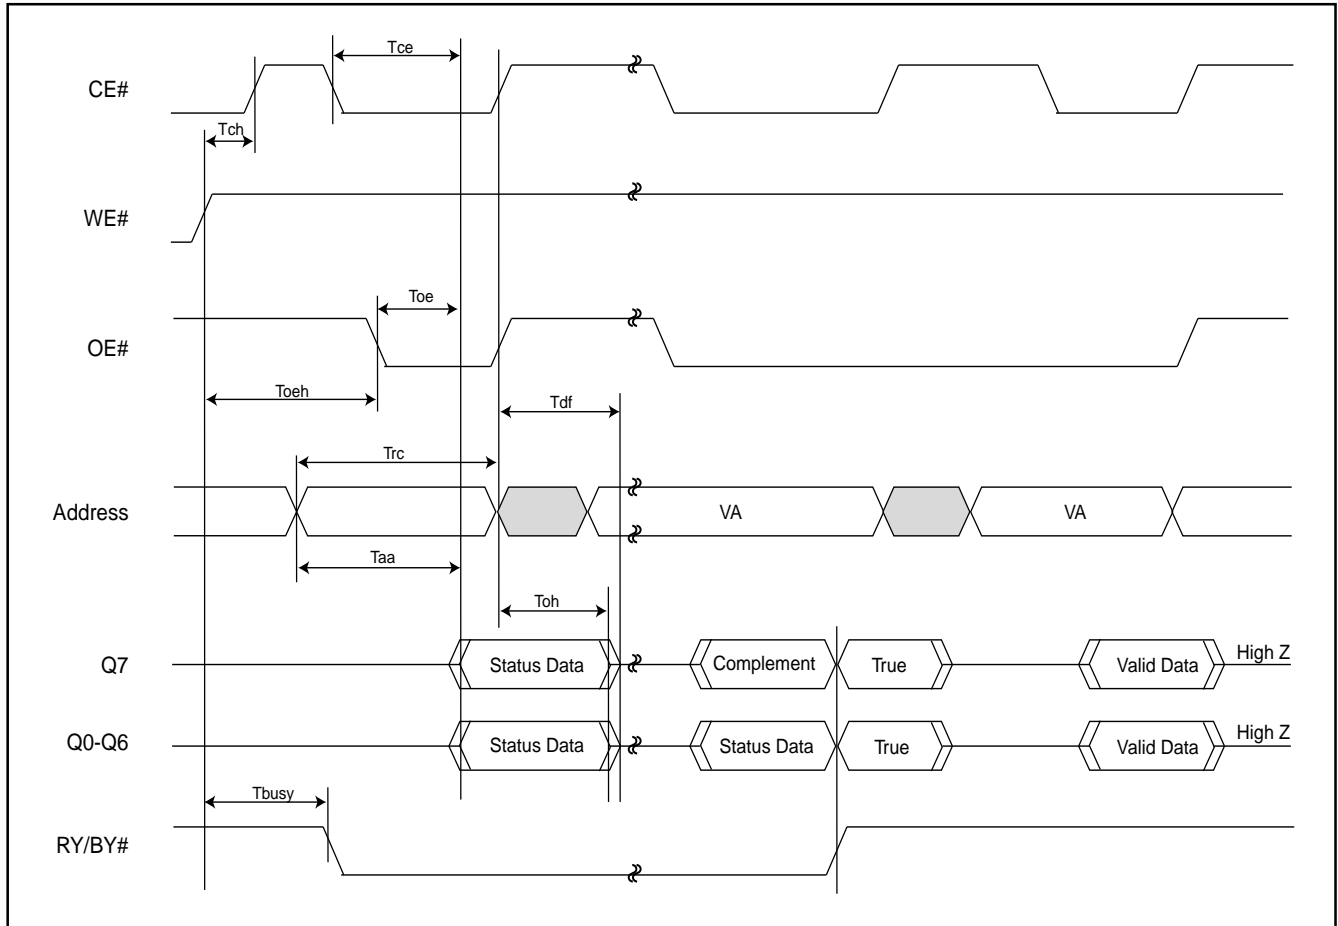 Tce
CE#
Tch
WE#
Toe
OE#
Toeh
Tdf
Trc
Address
VA
VA
Taa
Toh
Q7
Status Data
Complement
True
Valid Data
High Z
Q0-Q6
Status Data
Status Data
True
Valid Data
High Z
Tbusy
RY/BY#